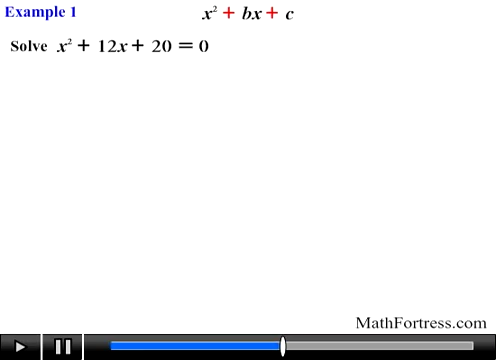 Example 1
x² + bx + c
Solve x² + 12x + 20 = 0
MathFortress.com